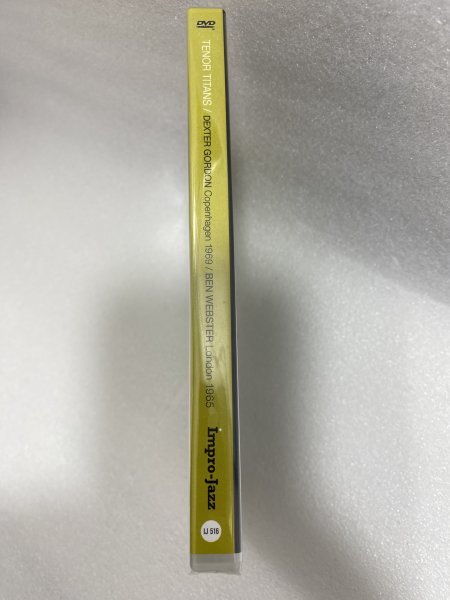 DVD
TENOR TITANS / DEXTER GORDON Copenhagen 1969 / BEN WEBSTER London 1965
Impro-Jazz
IJ 516